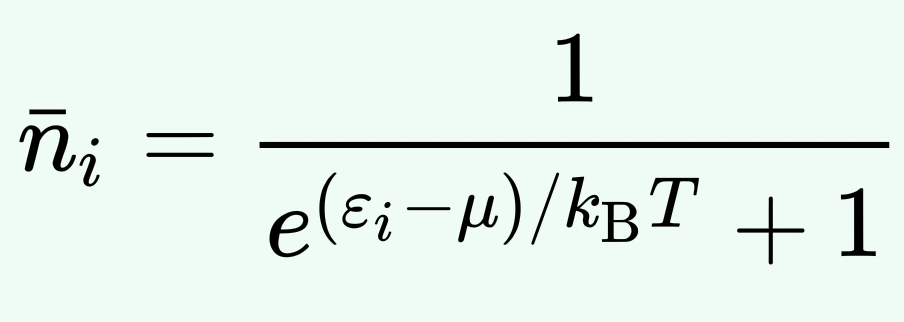 n̄ᵢ = 1 / (e^((εᵢ−μ)/k_B T) + 1)